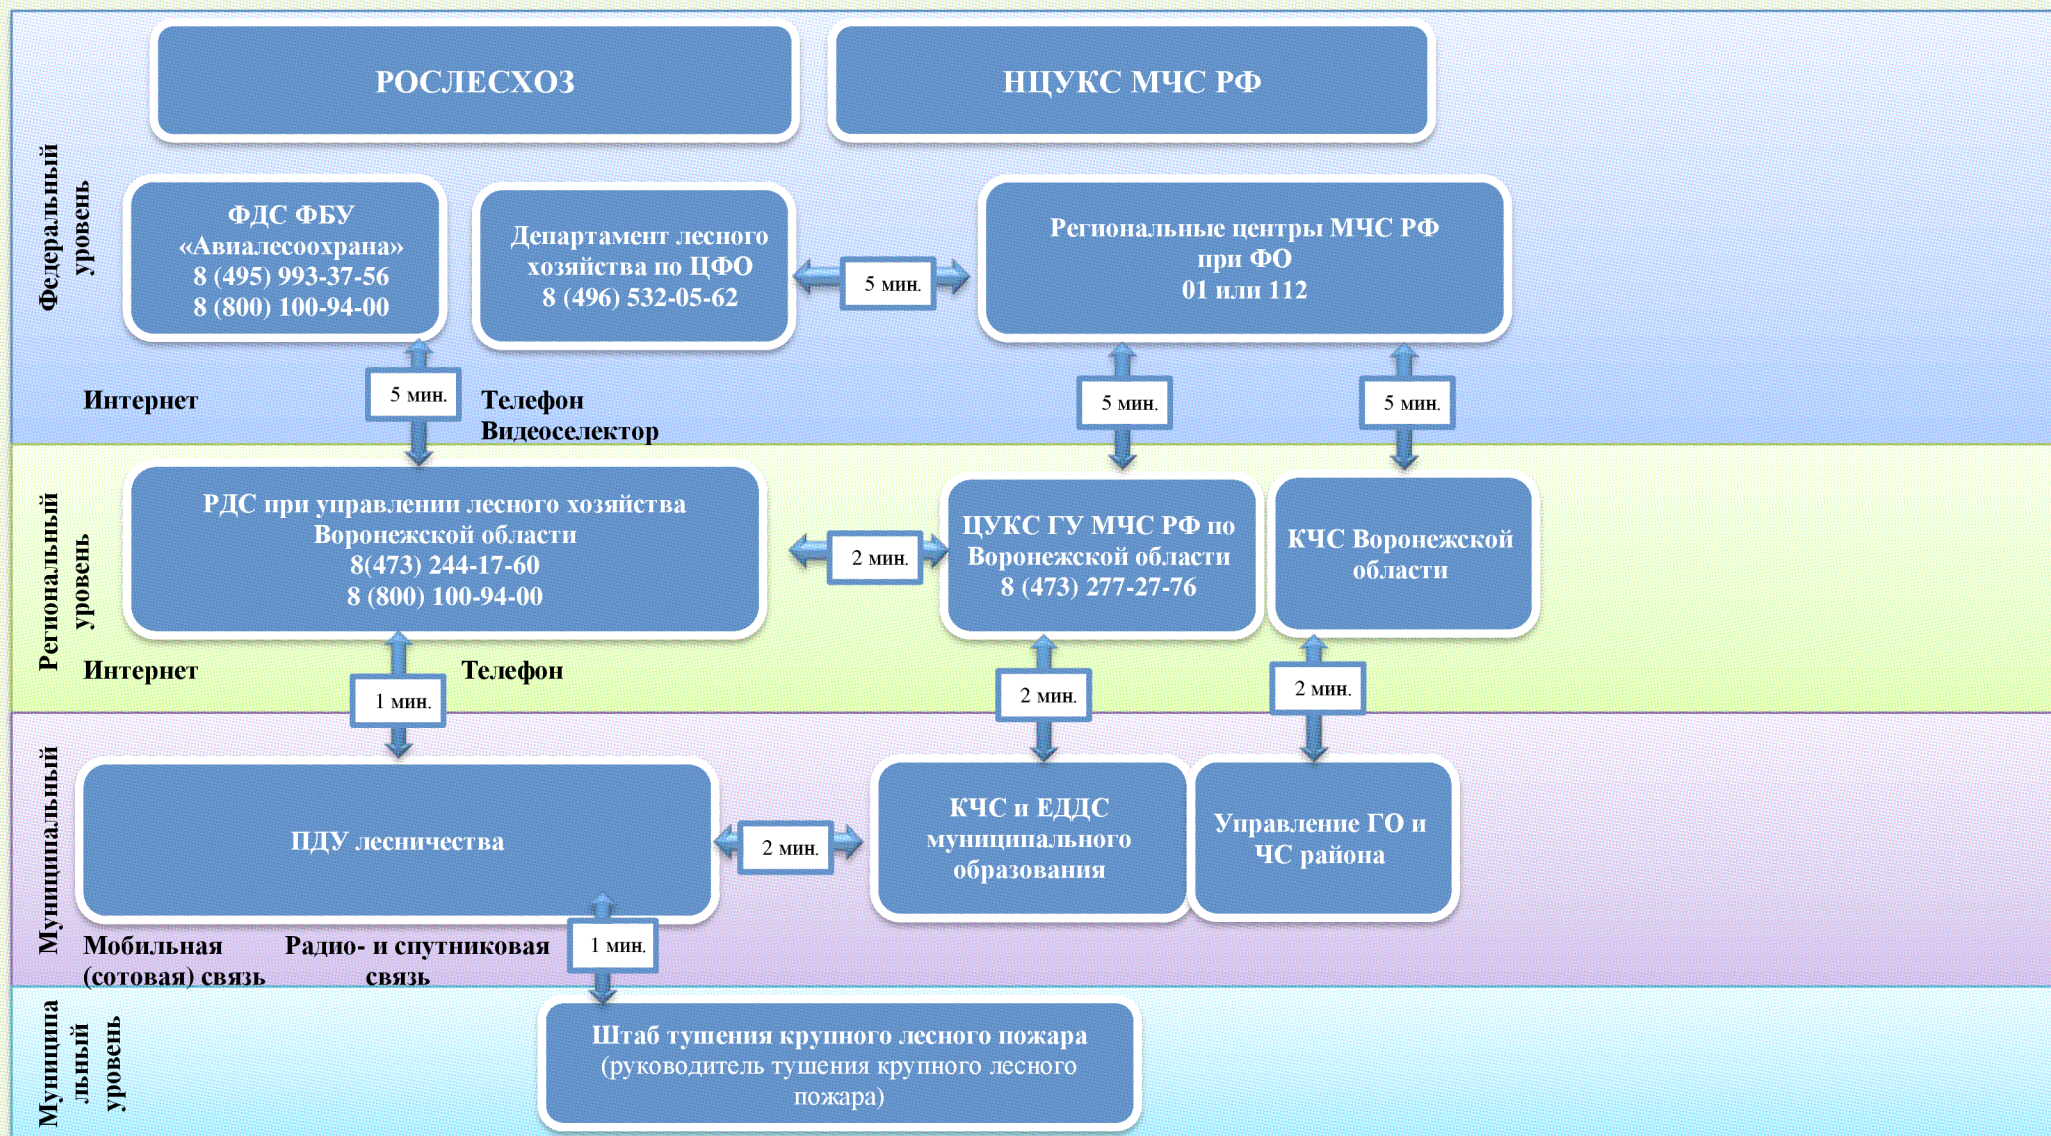 РОСЛЕСХОЗ
НЦУКС МЧС РФ
Федеральный
уровень
ФДС ФБУ
«Авиалесоохрана»
8 (495) 993-37-56
8 (800) 100-94-00
Департамент лесного
хозяйства по ЦФО
8 (496) 532-05-62
5 мин.
Региональные центры МЧС РФ
при ФО
01 или 112
Интернет
5 мин.
Телефон
Видеоселектор
5 мин.
5 мин.
Региональный
уровень
РДС при управлении лесного хозяйства
Воронежской области
8(473) 244-17-60
8 (800) 100-94-00
2 мин.
ЦУКС ГУ МЧС РФ по
Воронежской области
8 (473) 277-27-76
КЧС Воронежской
области
Интернет
1 мин.
Телефон
2 мин.
2 мин.
Муниципальный
ПДУ лесничества
2 мин.
КЧС и ЕДДС
муниципального
образования
Управление ГО и
ЧС района
Мобильная
(сотовая) связь
Радио- и спутниковая
связь
1 мин.
Муниципа
льный
уровень
Штаб тушения крупного лесного пожара
(руководитель тушения крупного лесного
пожара)